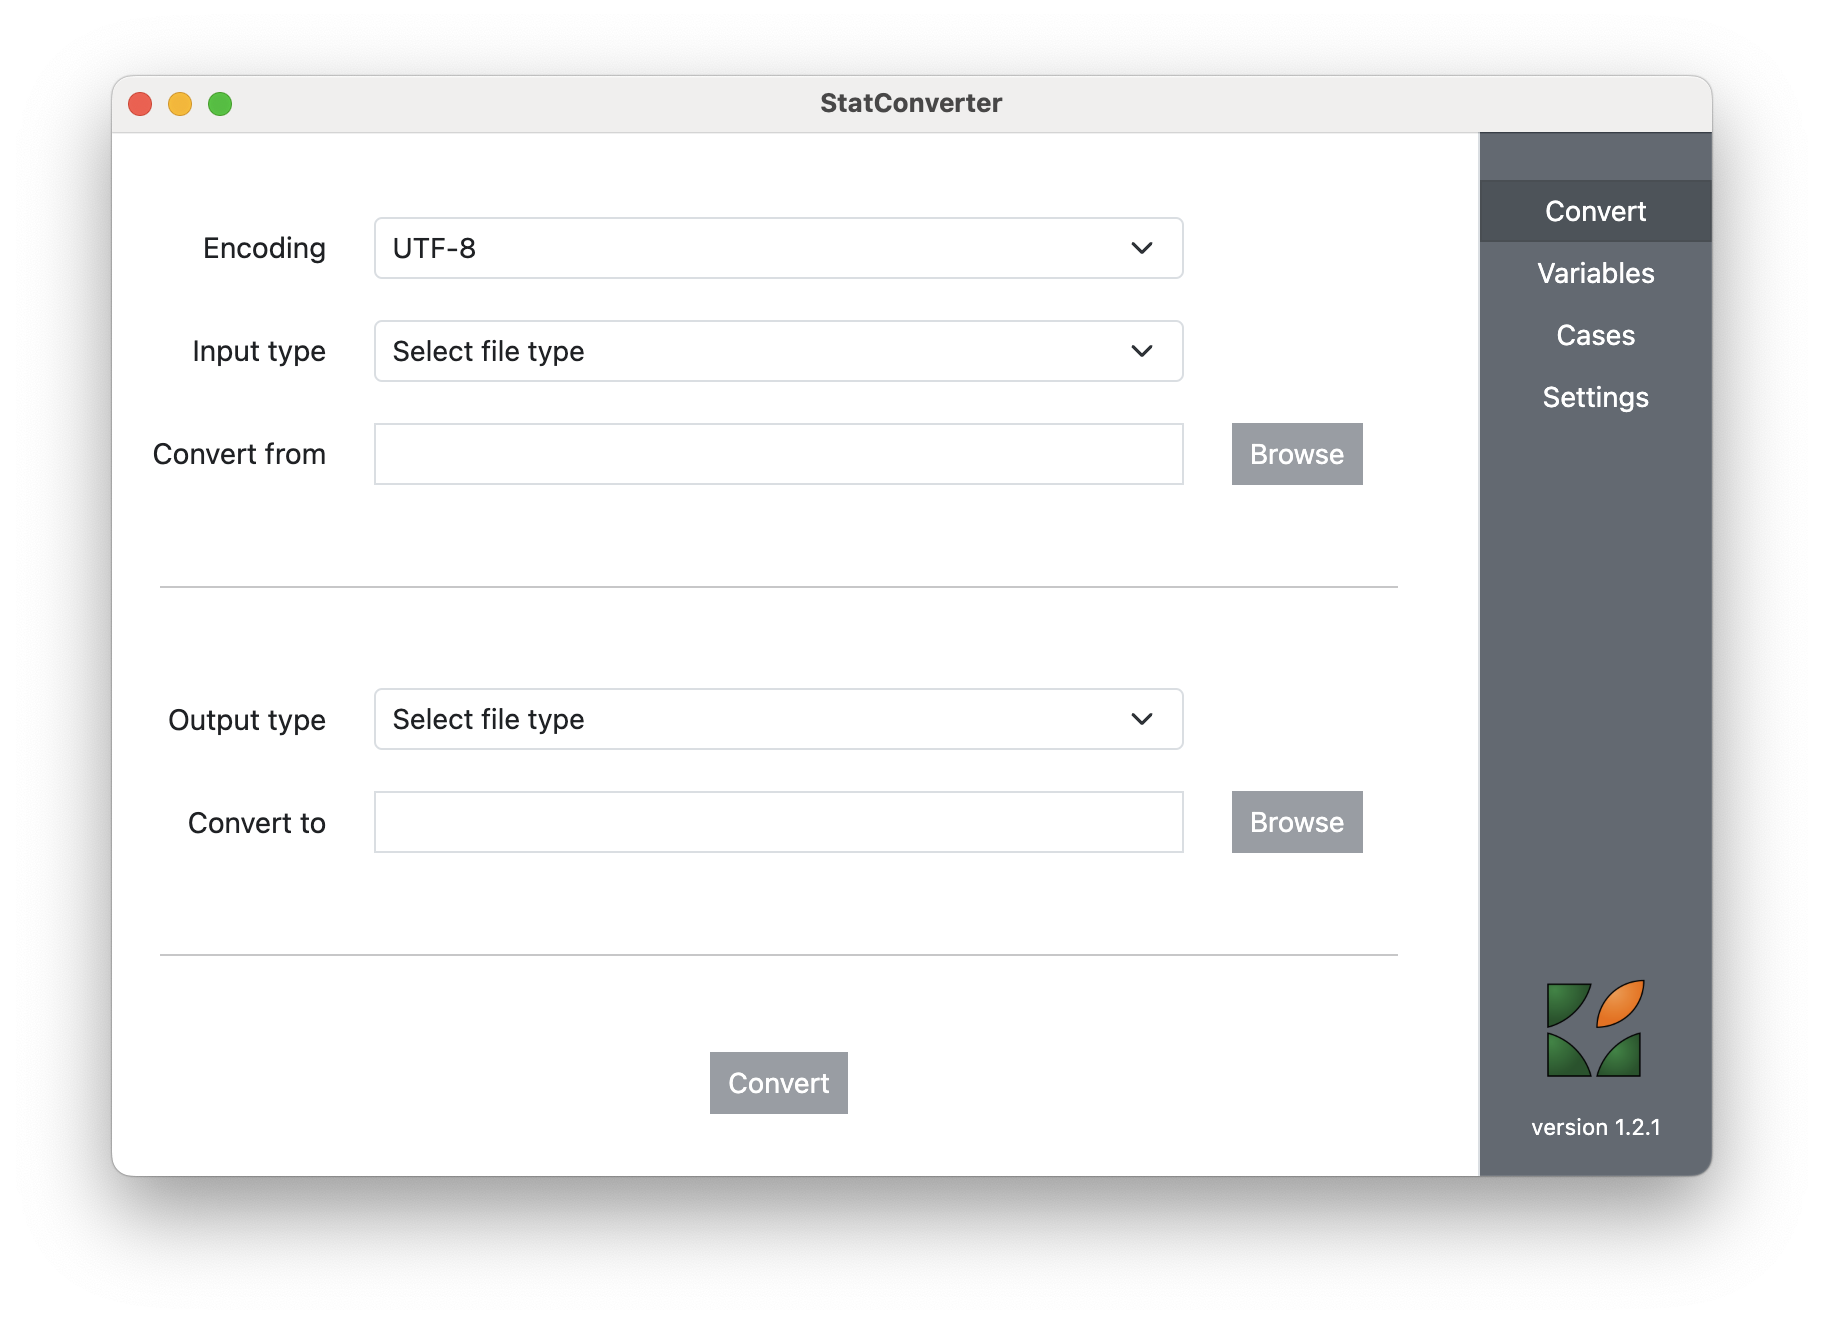 StatConverter
Encoding
UTF-8
Input type
Select file type
Convert from
Browse
Output type
Select file type
Convert to
Browse
Convert
Convert
Variables
Cases
Settings
version 1.2.1